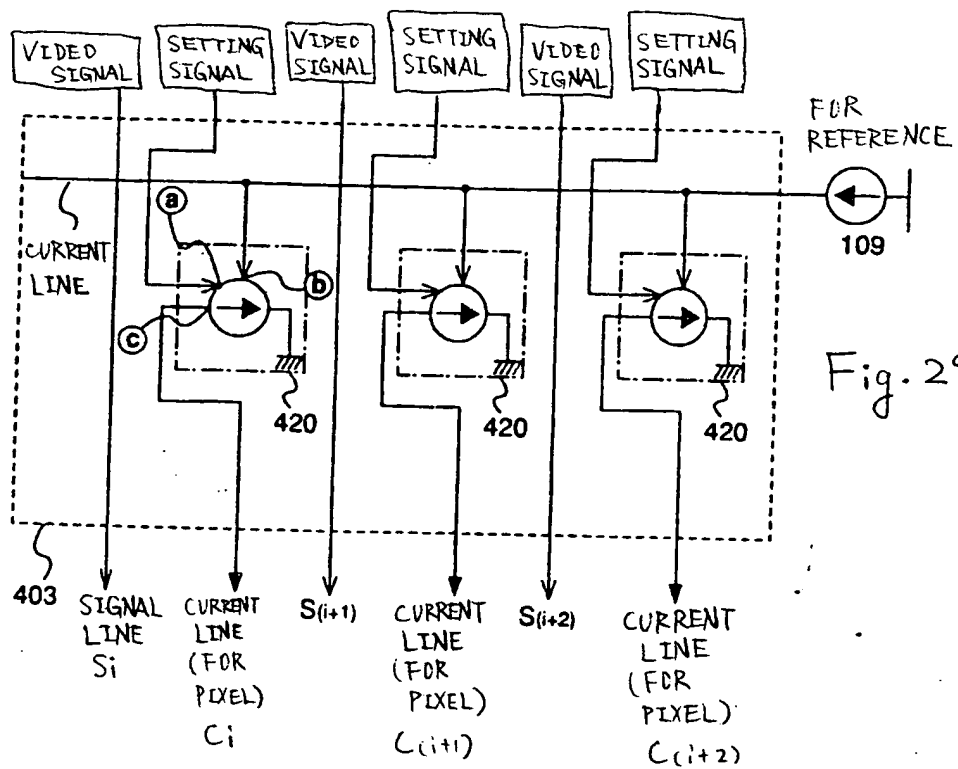 VIDEO
SIGNAL
SETTING
SIGNAL
VIDEO
SIGNAL
SETTING
SIGNAL
VIDEO
SIGNAL
SETTING
SIGNAL
FOR
REFERENCE
109
CURRENT
LINE
a
b
c
420
420
420
403
SIGNAL
LINE
Si
CURRENT
LINE
(FOR
PIXEL)
Ci
S(i+1)
CURRENT
LINE
(FOR
PIXEL)
C(i+1)
S(i+2)
CURRENT
LINE
(FOR
PIXEL)
C(i+2)